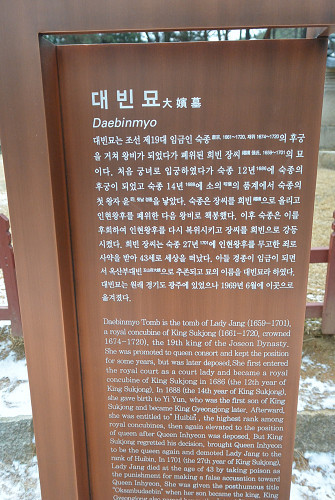 대빈묘 大嬪墓
Daebinmyo
대빈묘는 조선 제19대 임금인 숙종 肅宗, 1661~1720, 재위 1674~1720 의 후궁
을 거쳐 왕비가 되었다가 폐위된 희빈 장씨 1659~1701 의 묘
이다. 처음 궁녀로 입궁하였다가 숙종 12년 1686 에 숙종의
후궁이 되었고 숙종 14년 1688 에 소의 의 품계에서 숙종의
첫 왕자 윤 을 낳았다. 숙종은 장씨를 희빈 으로 올리고
인현왕후를 폐위한 다음 왕비로 책봉했다. 이후 숙종은 이를
후회하여 인현왕후를 다시 복위시키고 장씨를 희빈으로 강등
시켰다. 희빈 장씨는 숙종 27년 1701 에 인현왕후를 무고한 죄로
사약을 받아 43세로 세상을 떠났다. 아들 경종이 임금이 되면
서 옥산부대빈 으로 추존되고 묘의 이름을 대빈묘라 하였다.
대빈묘는 원래 경기도 광주에 있었으나 1969년 6월에 이곳으로
옮겨졌다.
Daebinmyo Tomb is the tomb of Lady Jang (1659~1701),
a royal concubine of King Sukjong (1661~1720, crowned
1674~1720), the 19th king of the Joseon Dynasty.
She was promoted to queen consort and kept the position
for some years, but was later deposed,She first entered
the royal court as a court lady and became a royal
concubine of King Sukjong in 1686 (the 12th year of
King Sukjong), In 1688 (the 14th year of King Sukjong),
she gave birth to Yi Yun, who was the first son of King
Sukjong and became King Gyeongjong later, Afterward,
she was entitled to" Huibin", the highest rank among
royal concubines, then again elevated to the position
of queen after Queen Inhyeon was deposed. But King
Sukjong regretted his decision, brought Queen Inhyeon
to be the queen again and demoted Lady Jang to the
rank of Huibin, In 1701 (the 27th year of King Sukjong),
Lady Jang died at the age of 43 by taking poison as
the punishment for making a false accusation toward
Queen Inhyeon, She was given the posthumous title
"Oksanbudaebin" when her son became the king, King